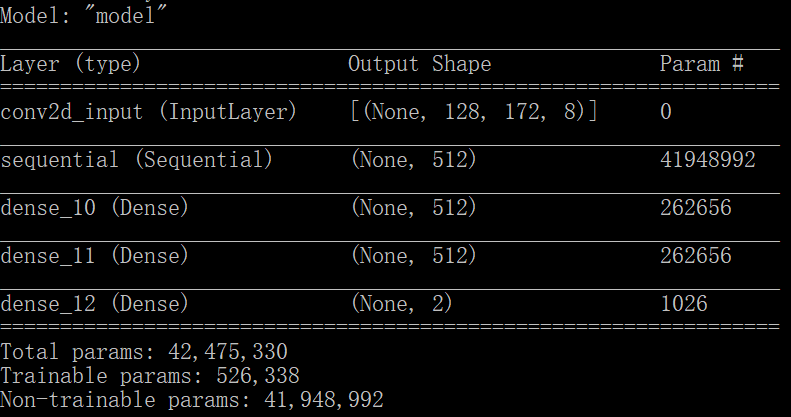 Model: "model"
Layer (type) Output Shape Param #
conv2d_input (InputLayer) [(None, 128, 172, 8)] 0
sequential (Sequential) (None, 512) 41948992
dense_10 (Dense) (None, 512) 262656
dense_11 (Dense) (None, 512) 262656
dense_12 (Dense) (None, 2) 1026
Total params: 42,475,330
Trainable params: 526,338
Non-trainable params: 41,948,992